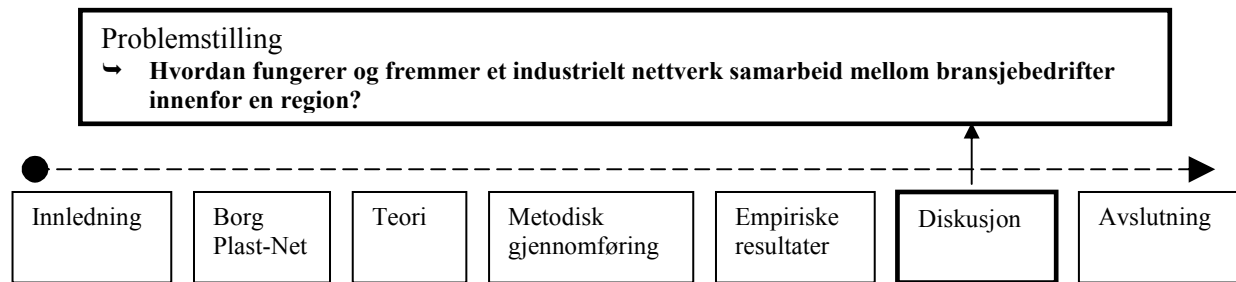 Problemstilling
➥ Hvordan fungerer og fremmer et industrielt nettverk samarbeid mellom bransjebedrifter
innenfor en region?
Innledning
Borg
Plast-Net
Teori
Metodisk
gjennomføring
Empiriske
resultater
Diskusjon
Avslutning